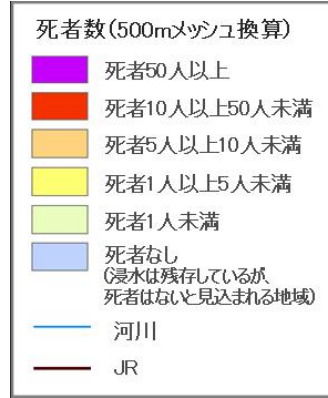 死者数(500mメッシュ換算)
死者50人以上
死者10人以上50人未満
死者5人以上10人未満
死者1人以上5人未満
死者1人未満
死者なし
(浸水は残存しているが、
死者はないと見込まれる地域)
河川
JR